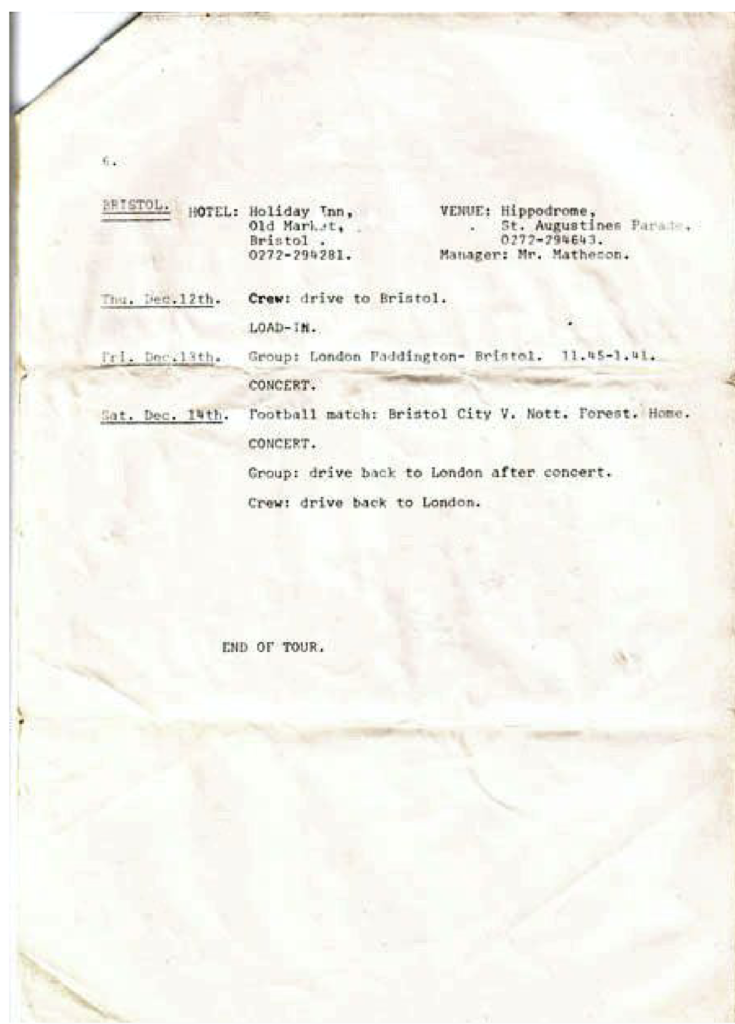 6.
BRISTOL. HOTEL: Holiday Inn, VENUE: Hippodrome,
Old Market, St. Augustines Parade.
Bristol . 0272-294643.
0272-294281. Manager: Mr. Mathecon.
Thu. Dec.12th. Crew: drive to Bristol.
LOAD-IN.
Fri. Dec.13th. Group: London Paddington- Bristol. 11.45-1.41.
CONCERT.
Sat. Dec. 14th. Football match: Bristol City V. Nott. Forest. Home.
CONCERT.
Group: drive back to London after concert.
Crew: drive back to London.
END OF TOUR.